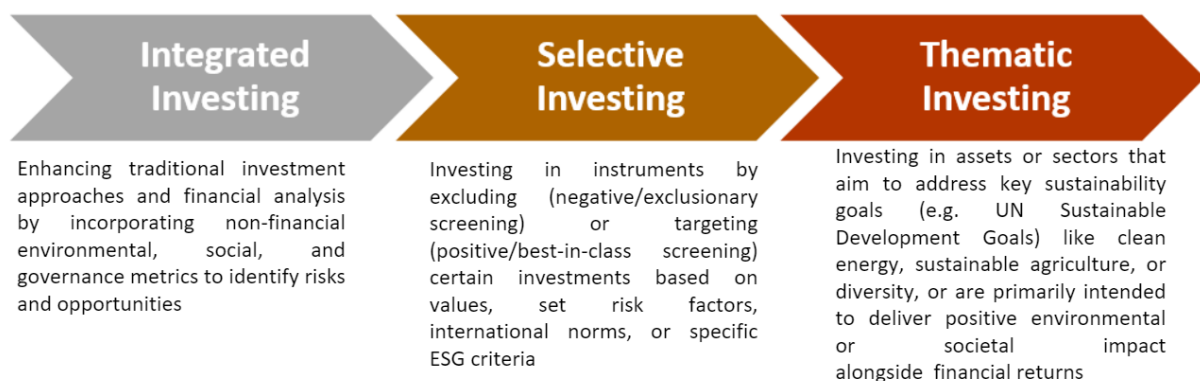 Integrated
Investing
Enhancing traditional investment
approaches and financial analysis
by incorporating non-financial
environmental, social, and
governance metrics to identify risks
and opportunities
Selective
Investing
Investing in instruments by
excluding (negative/exclusionary
screening) or targeting
(positive/best-in-class screening)
certain investments based on
values, set risk factors,
international norms, or specific
ESG criteria
Thematic
Investing
Investing in assets or sectors that
aim to address key sustainability
goals (e.g. UN Sustainable
Development Goals) like clean
energy, sustainable agriculture, or
diversity, or are primarily intended
to deliver positive environmental
or societal impact
alongside financial returns